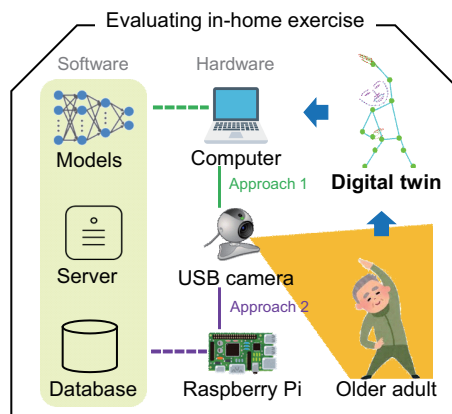 Evaluating in-home exercise
Software
Hardware
Models
Computer
Digital twin
Approach 1
Server
USB camera
Approach 2
Database
Raspberry Pi
Older adult